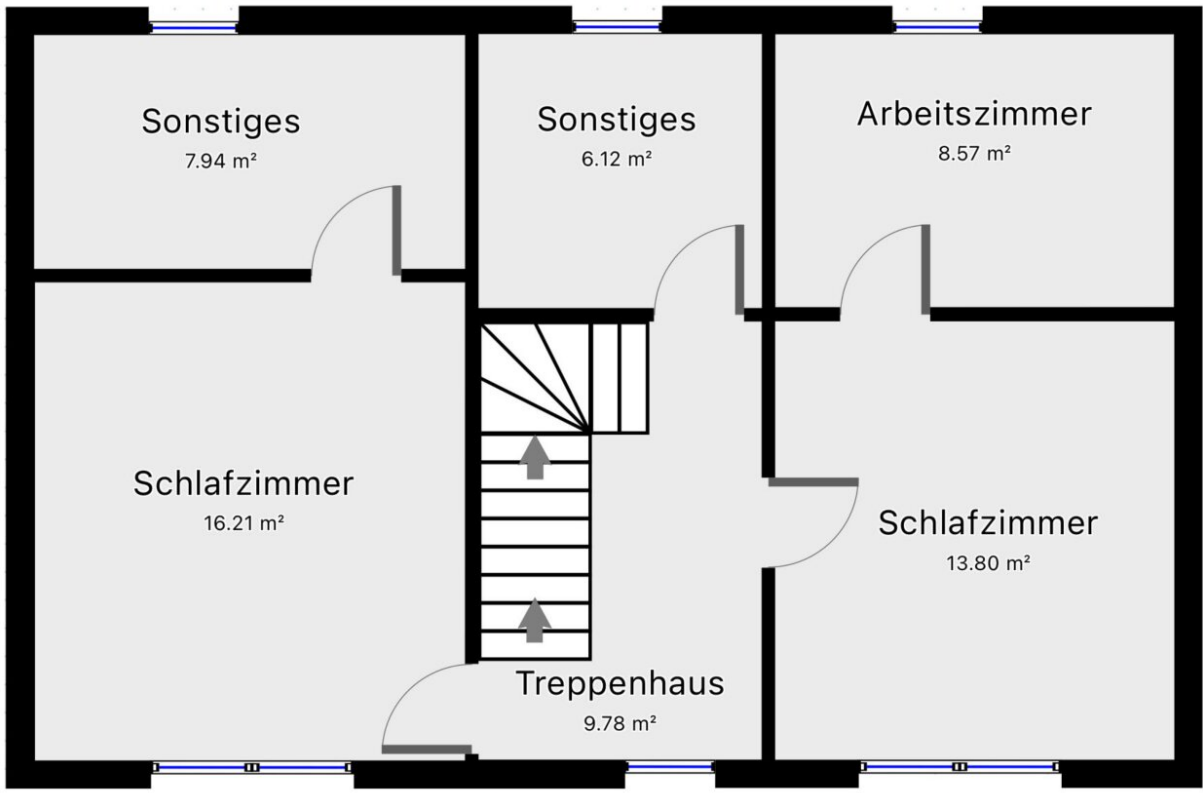 Sonstiges
7.94 m²
Sonstiges
6.12 m²
Arbeitszimmer
8.57 m²
Schlafzimmer
16.21 m²
Schlafzimmer
13.80 m²
Treppenhaus
9.78 m²